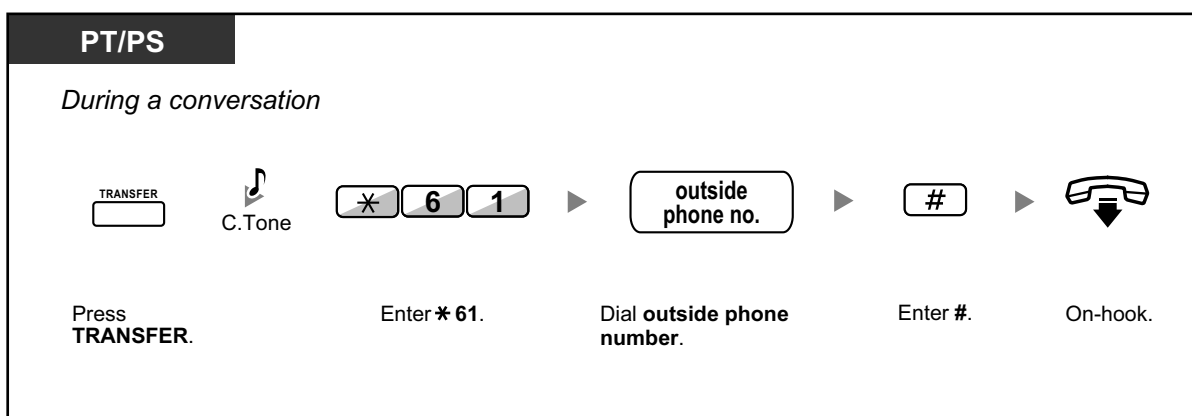 PT/PS
During a conversation
TRANSFER
C.Tone
* 6 1
outside
phone no.
#
Press
TRANSFER.
Enter * 61.
Dial outside phone
number.
Enter #.
On-hook.